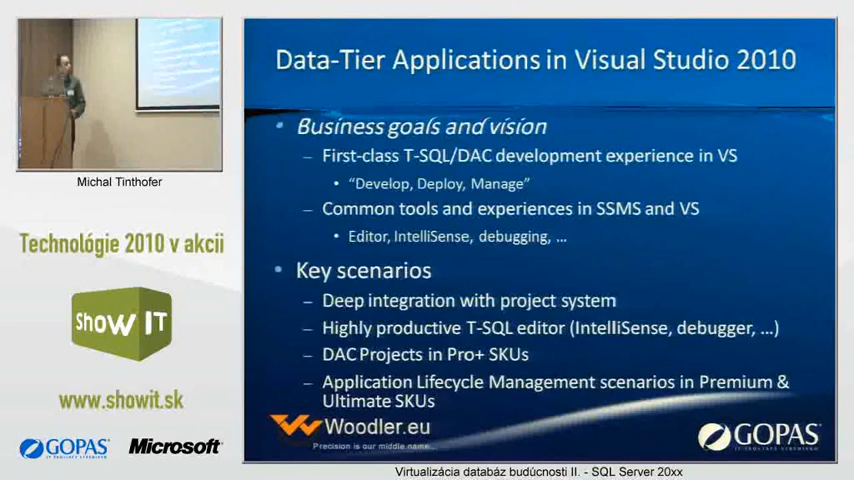 Data-Tier Applications in Visual Studio 2010
• Business goals and vision
– First-class T-SQL/DAC development experience in VS
• "Develop, Deploy, Manage"
– Common tools and experiences in SSMS and VS
• Editor, IntelliSense, debugging, ...
• Key scenarios
– Deep integration with project system
– Highly productive T-SQL editor (IntelliSense, debugger, ...)
– DAC Projects in Pro+ SKUs
– Application Lifecycle Management scenarios in Premium &
Ultimate SKUs
Woodler.eu
Precision is our middle name...
GOPAS
Michal Tinthofer
Technológie 2010 v akcii
Show IT
www.showit.sk
GOPAS
Microsoft
Virtualizácia databáz budúcnosti II. - SQL Server 20xx